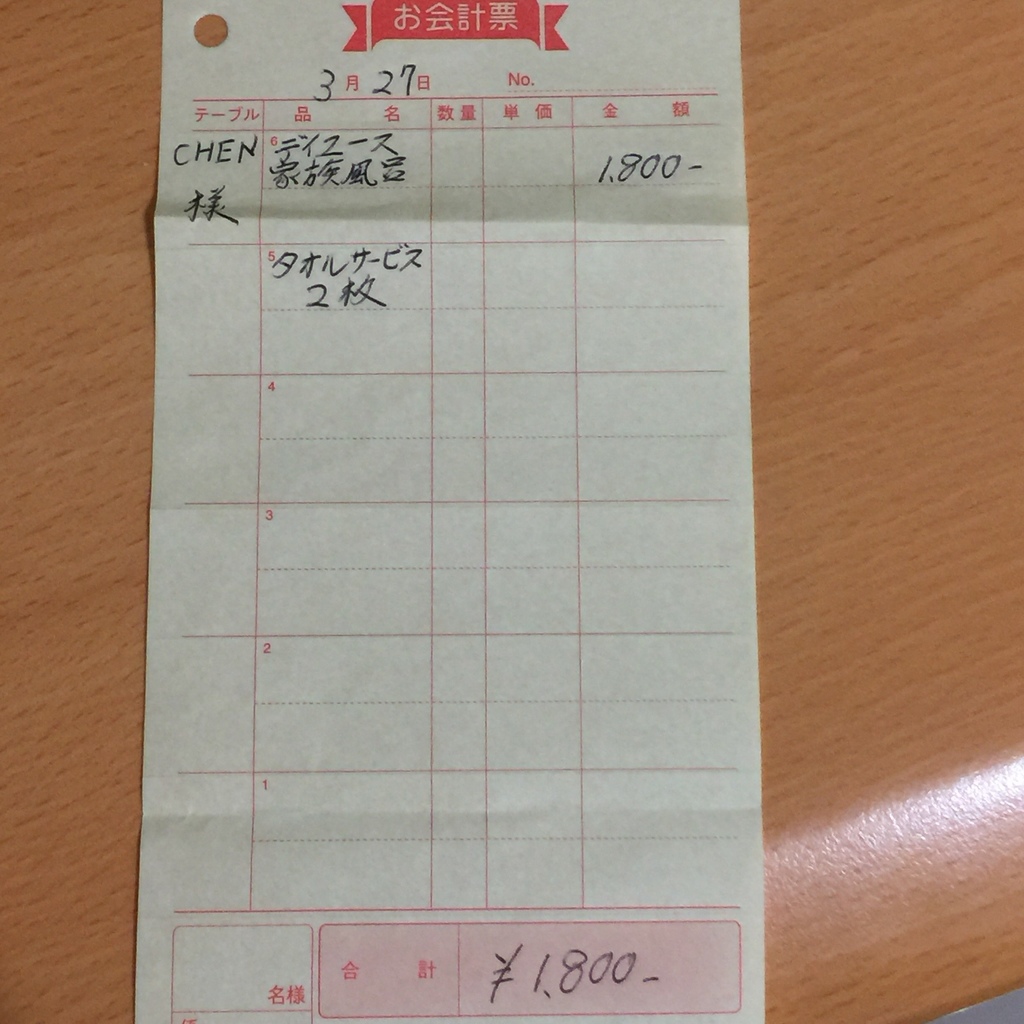 お会計票
3月27日 No.
テーブル 品名 数量 単価 金額
CHEN 6 デイユース
家族風呂 1,800-
様
5 タオルサービス
2枚
4
3
2
1
名様 合計 ¥1,800-